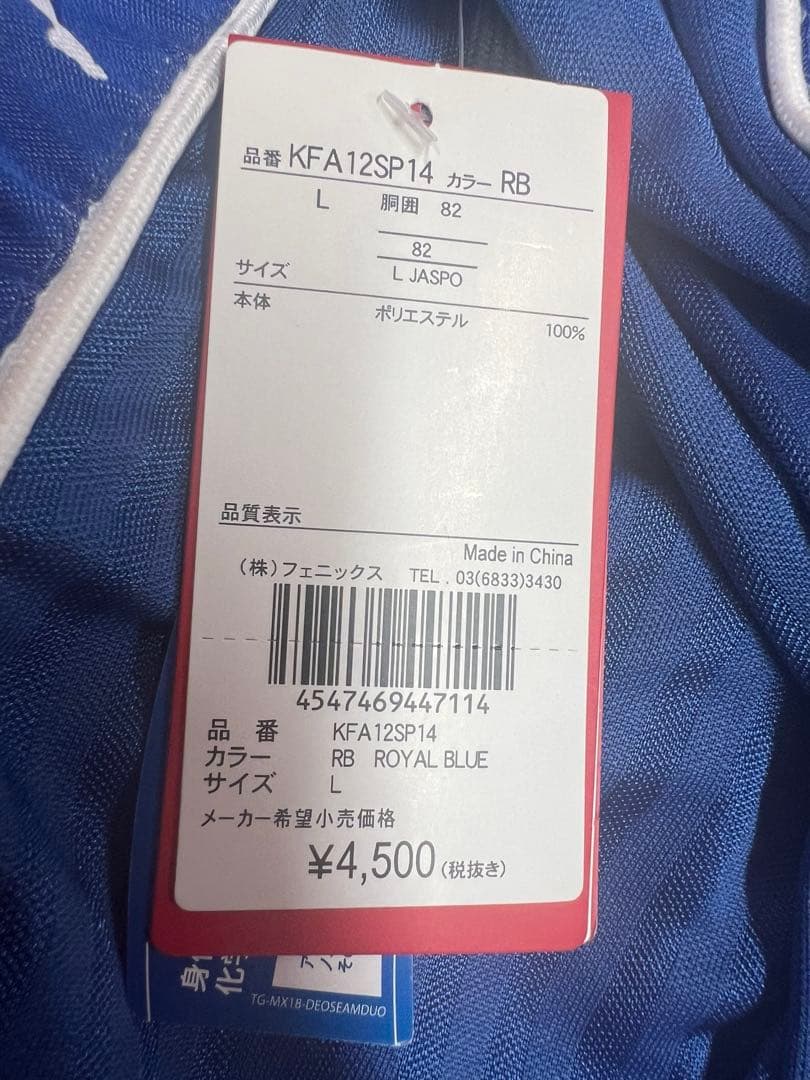 品番 KFA12SP14 カラー RB
L 胴囲 82
82
サイズ L JASPO
本体 ポリエステル 100%
品質表示
Made in China
(株)フェニックス TEL. 03(6833)3430
4547469447114
品 番 KFA12SP14
カラー RB ROYAL BLUE
サイズ L
メーカー希望小売価格
¥4,500(税抜き)
TG-MX1B-DEOSEAMDUO